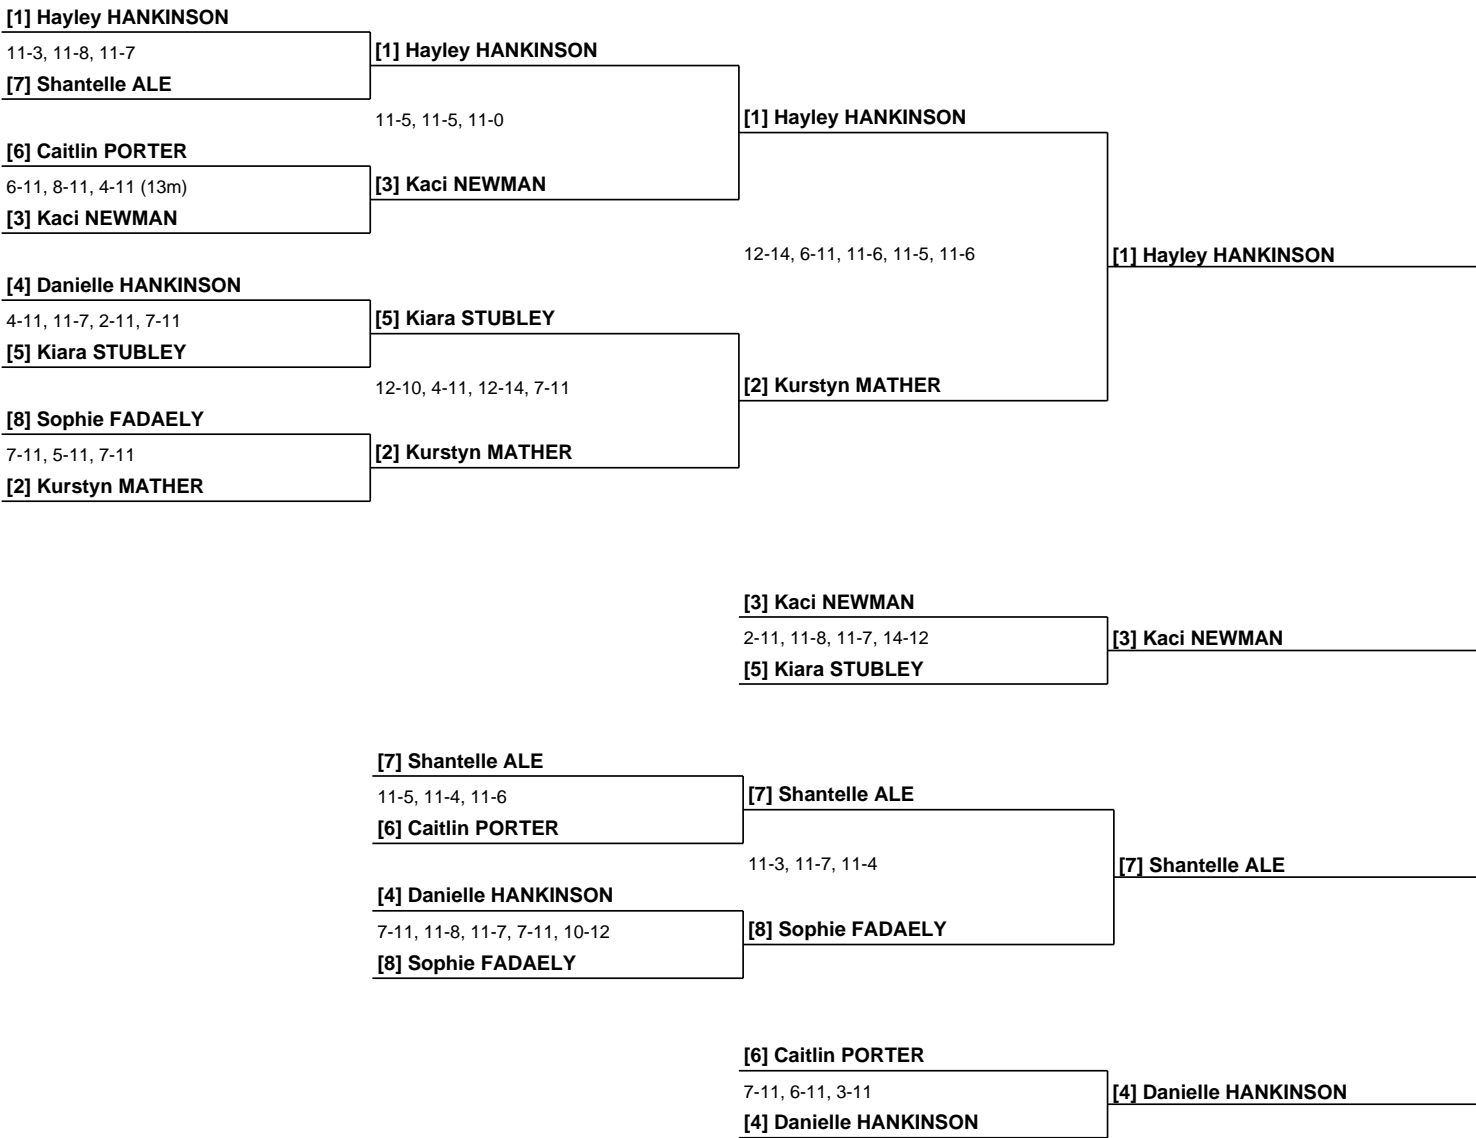 [1] Hayley HANKINSON
11-3, 11-8, 11-7
[7] Shantelle ALE
[1] Hayley HANKINSON
11-5, 11-5, 11-0
[1] Hayley HANKINSON
[6] Caitlin PORTER
6-11, 8-11, 4-11 (13m)
[3] Kaci NEWMAN
[3] Kaci NEWMAN
12-14, 6-11, 11-6, 11-5, 11-6
[1] Hayley HANKINSON
[4] Danielle HANKINSON
4-11, 11-7, 2-11, 7-11
[5] Kiara STUBLEY
[5] Kiara STUBLEY
12-10, 4-11, 12-14, 7-11
[2] Kurstyn MATHER
[8] Sophie FADAELY
7-11, 5-11, 7-11
[2] Kurstyn MATHER
[2] Kurstyn MATHER
[3] Kaci NEWMAN
2-11, 11-8, 11-7, 14-12
[5] Kiara STUBLEY
[3] Kaci NEWMAN
[7] Shantelle ALE
11-5, 11-4, 11-6
[6] Caitlin PORTER
[7] Shantelle ALE
11-3, 11-7, 11-4
[7] Shantelle ALE
[4] Danielle HANKINSON
7-11, 11-8, 11-7, 7-11, 10-12
[8] Sophie FADAELY
[8] Sophie FADAELY
[6] Caitlin PORTER
7-11, 6-11, 3-11
[4] Danielle HANKINSON
[4] Danielle HANKINSON